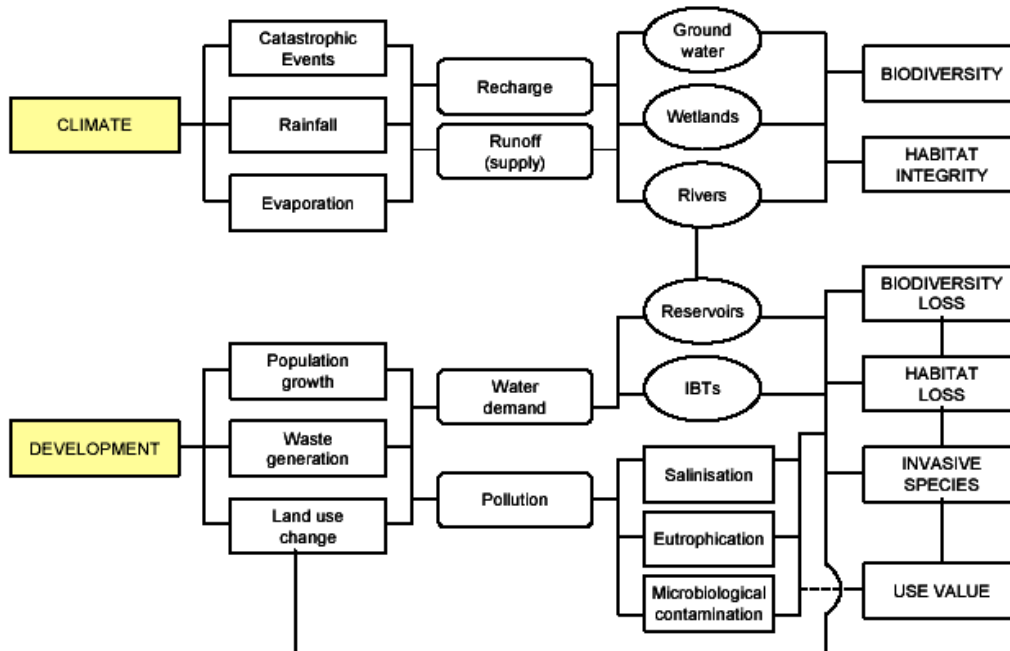 Catastrophic
Events
Ground
water
BIODIVERSITY
Recharge
CLIMATE
Rainfall
Wetlands
Runoff
(supply)
HABITAT
INTEGRITY
Evaporation
Rivers
BIODIVERSITY
LOSS
Reservoirs
Population
growth
Water
demand
IBTs
HABITAT
LOSS
DEVELOPMENT
Waste
generation
Salinisation
INVASIVE
SPECIES
Pollution
Land use
change
Eutrophication
Microbiological
contamination
USE VALUE